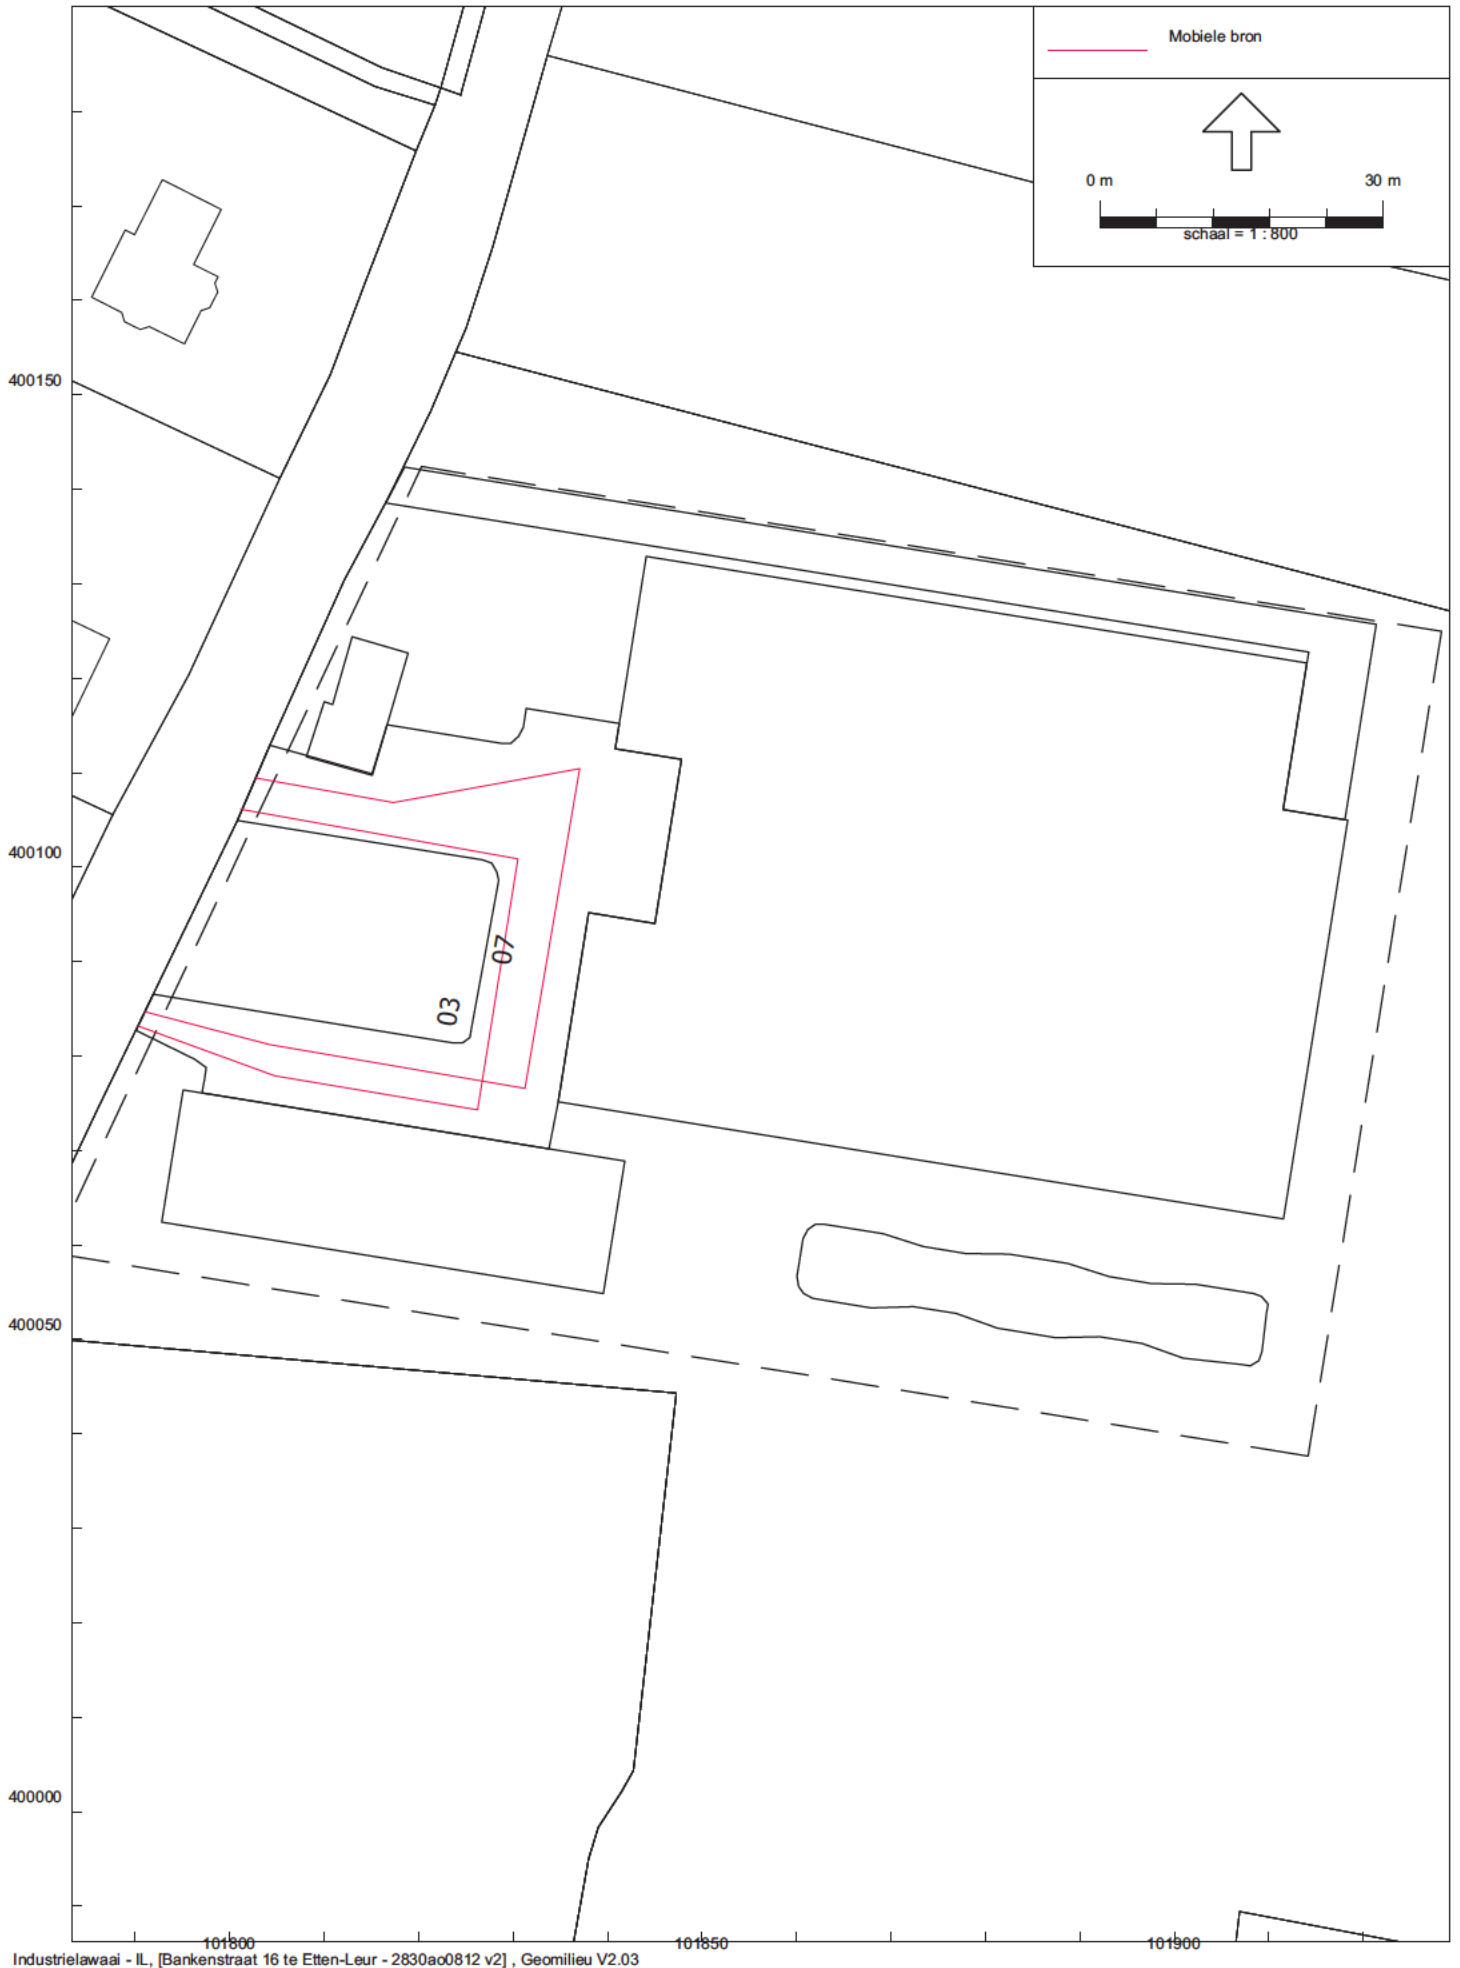 Mobiele bron
0 m 30 m
schaal = 1 : 800
400150
400100
07
03
400050
400000
101800 101850 101900
Industrielawaai - IL, [Bankenstraat 16 te Etten-Leur - 2830ao0812 v2] , Geomilieu V2.03